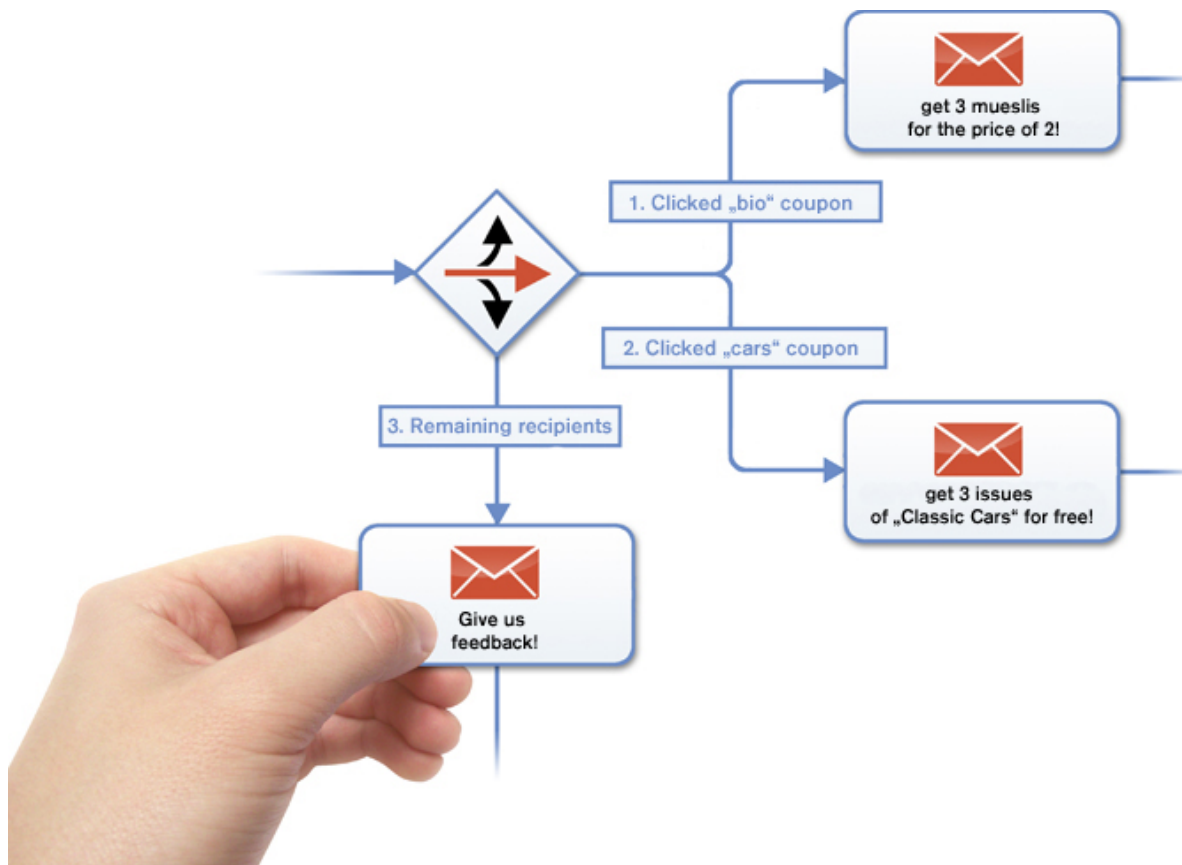 get 3 mueslis
for the price of 2!
1. Clicked „bio“ coupon
2. Clicked „cars“ coupon
3. Remaining recipients
get 3 issues
of „Classic Cars“ for free!
Give us
feedback!